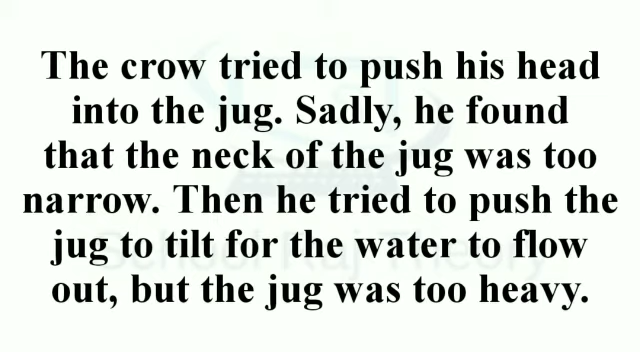 The crow tried to push his head
into the jug. Sadly, he found
that the neck of the jug was too
narrow. Then he tried to push the
jug to tilt for the water to flow
out, but the jug was too heavy.